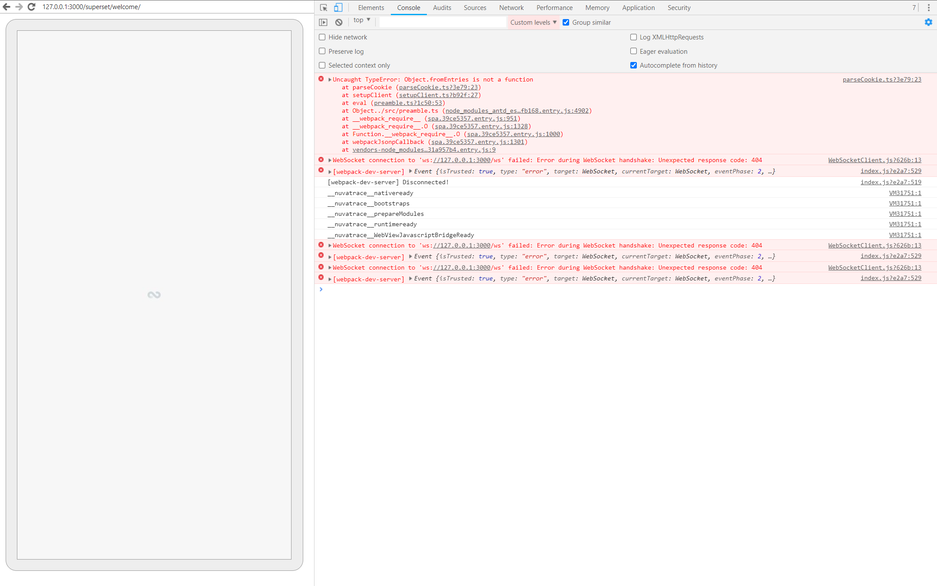 127.0.0.1:3000/superset/welcome/
Elements Console Audits Sources Network Performance Memory Application Security 7
top Custom levels Group similar
Hide network Log XMLHttpRequests
Preserve log Eager evaluation
Selected context only Autocomplete from history
Uncaught TypeError: Object.fromEntries is not a function parseCookie.ts?3e79:23
at parseCookie (parseCookie.ts?3e79:23)
at setupClient (setupClient.ts?b92f:27)
at eval (preamble.ts?1c50:53)
at Object../src/preamble.ts (node_modules_antd_es…fb168.entry.js:4902)
at __webpack_require__ (spa.39ce5357.entry.js:951)
at __webpack_require__.O (spa.39ce5357.entry.js:1328)
at Function.__webpack_require__.O (spa.39ce5357.entry.js:1000)
at webpackJsonpCallback (spa.39ce5357.entry.js:1301)
at vendors-node_modules…31a957b4.entry.js:9
WebSocket connection to 'ws://127.0.0.1:3000/ws' failed: Error during WebSocket handshake: Unexpected response code: 404 WebSocketClient.js?626b:13
[webpack-dev-server] Event {isTrusted: true, type: "error", target: WebSocket, currentTarget: WebSocket, eventPhase: 2, …} index.js?e2a7:529
[webpack-dev-server] Disconnected! index.js?e2a7:519
__nuvatrace__nativeready VM31751:1
__nuvatrace__bootstraps VM31751:1
__nuvatrace__prepareModules VM31751:1
__nuvatrace__runtimeready VM31751:1
__nuvatrace__WebViewJavascriptBridgeReady VM31751:1
WebSocket connection to 'ws://127.0.0.1:3000/ws' failed: Error during WebSocket handshake: Unexpected response code: 404 WebSocketClient.js?626b:13
[webpack-dev-server] Event {isTrusted: true, type: "error", target: WebSocket, currentTarget: WebSocket, eventPhase: 2, …} index.js?e2a7:529
WebSocket connection to 'ws://127.0.0.1:3000/ws' failed: Error during WebSocket handshake: Unexpected response code: 404 WebSocketClient.js?626b:13
[webpack-dev-server] Event {isTrusted: true, type: "error", target: WebSocket, currentTarget: WebSocket, eventPhase: 2, …} index.js?e2a7:529